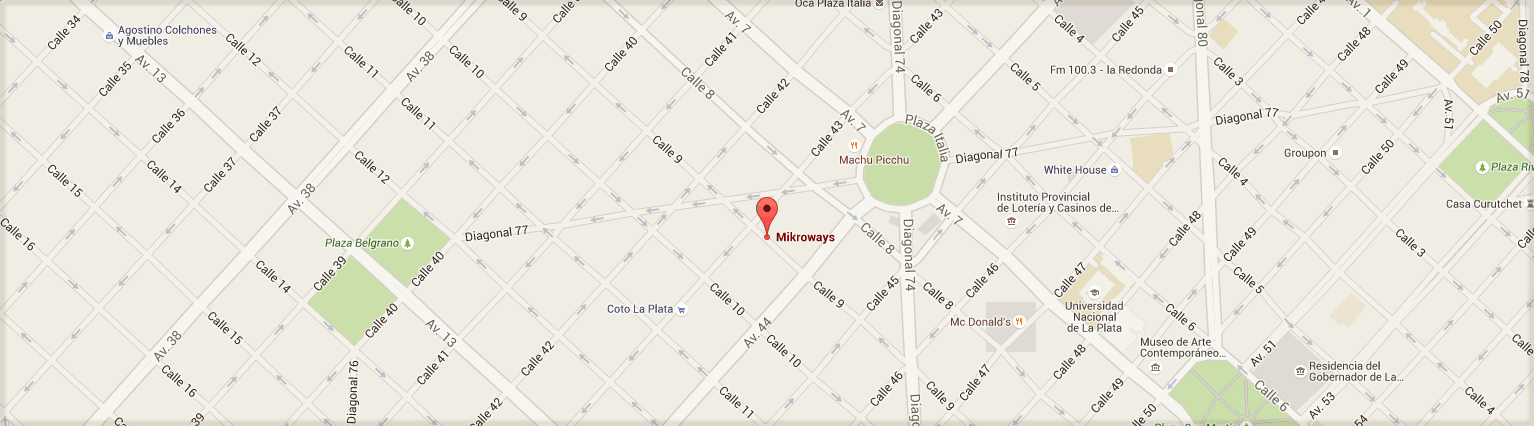 Calle 34
Agostino Colchones
y Muebles
Calle 10
Calle 9
Av. 7
Oca Plaza Italia
Diagonal 74
Calle 43
Calle 4
Calle 45
Diagonal 80
Av. 1
Calle 48
Calle 50
Diagonal 78
Calle 35
Av. 13
Calle 12
Calle 11
Av. 38
Calle 10
Calle 40
Calle 41
Calle 8
Calle 42
Calle 6
Calle 5
Fm 100.3 - la Redonda
Calle 3
Calle 49
Av. 51
Av. 51
Calle 36
Calle 37
Calle 11
Calle 9
Calle 43
Av. 7
Plaza Italia
Machu Picchu
Diagonal 77
Diagonal 77
Groupon
Calle 50
Calle 15
Calle 14
Calle 37
Calle 12
Av. 38
White House
Calle 4
Plaza Riv
Instituto Provincial
de Lotería y Casinos de...
Casa Curutchet
Calle 16
Plaza Belgrano
Diagonal 77
Mikroways
Calle 8
Av. 7
Diagonal 74
Calle 48
Calle 3
Calle 14
Calle 39
Calle 40
Calle 10
Calle 9
Calle 45
Calle 8
Calle 46
Calle 47
Calle 5
Coto La Plata
Universidad
Nacional
de La Plata
Calle 6
Calle 15
Calle 40
Av. 13
Av. 44
Mc Donald's
Av. 38
Calle 42
Calle 41
Calle 10
Calle 48
Museo de Arte
Contemporáneo...
Av. 51
Residencia del
Gobernador de La...
Calle 16
Diagonal 76
Calle 46
Calle 47
Calle 49
Calle 6
Av. 53
Calle 42
Calle 11
Calle 9
Calle 50